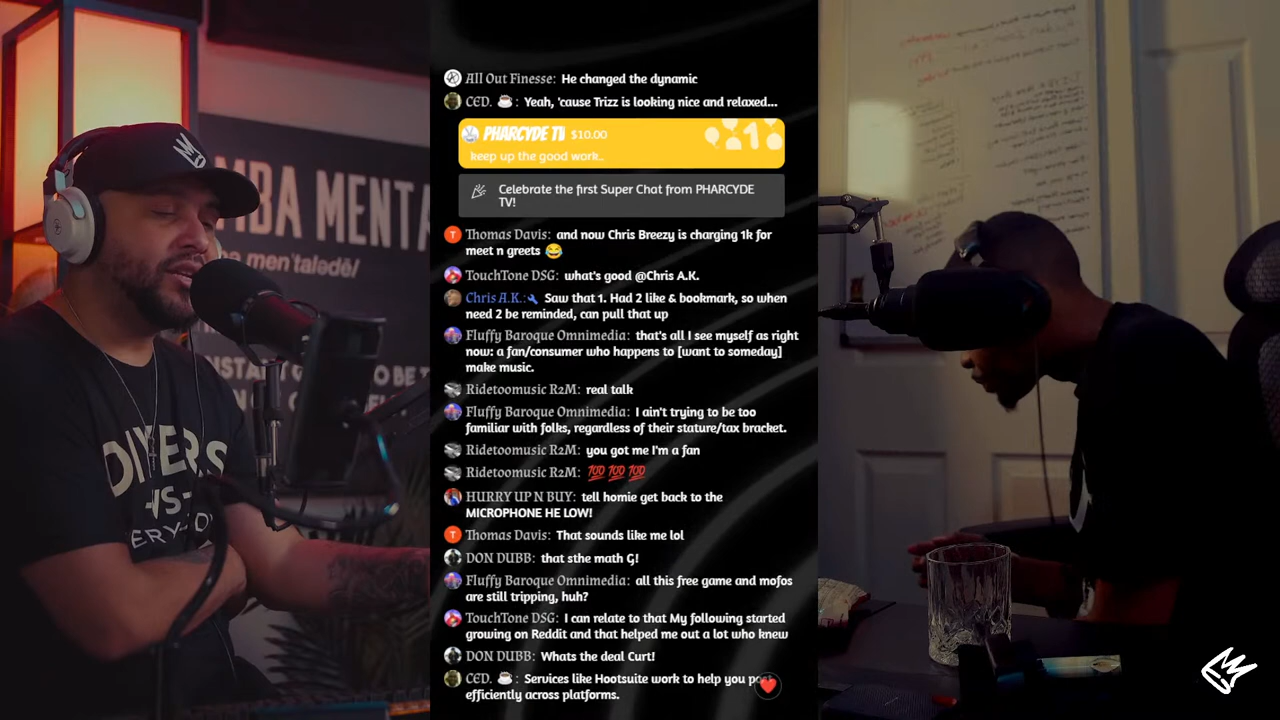 MBA MENTA
ba men'taledē/
NSTANT
O BE T
DIVERS
-VS-
ERY
All Out Finesse: He changed the dynamic
CED. ☕ : Yeah, 'cause Trizz is looking nice and relaxed...
PHARCYDE TV $10.00
1
keep up the good work..
Celebrate the first Super Chat from PHARCYDE
TV!
T Thomas Davis: and now Chris Breezy is charging 1k for
meet n greets 😂
TouchTone DSG: what's good @Chris A.K.
Chris A.K.:🔧 Saw that 1. Had 2 like & bookmark, so when
need 2 be reminded, can pull that up
Fluffy Baroque Omnimedia: that's all I see myself as right
now: a fan/consumer who happens to [want to someday]
make music.
Ridetoomusic R2M: real talk
Fluffy Baroque Omnimedia: I ain't trying to be too
familiar with folks, regardless of their stature/tax bracket.
Ridetoomusic R2M: you got me I'm a fan
Ridetoomusic R2M: 💯 💯 💯
HURRY UP N BUY: tell homie get back to the
MICROPHONE HE LOW!
T Thomas Davis: That sounds like me lol
DON DUBB: that sthe math G!
Fluffy Baroque Omnimedia: all this free game and mofos
are still tripping, huh?
TouchTone DSG: I can relate to that My following started
growing on Reddit and that helped me out a lot who knew
DON DUBB: Whats the deal Curt!
CED. ☕ : Services like Hootsuite work to help you
efficiently across platforms.